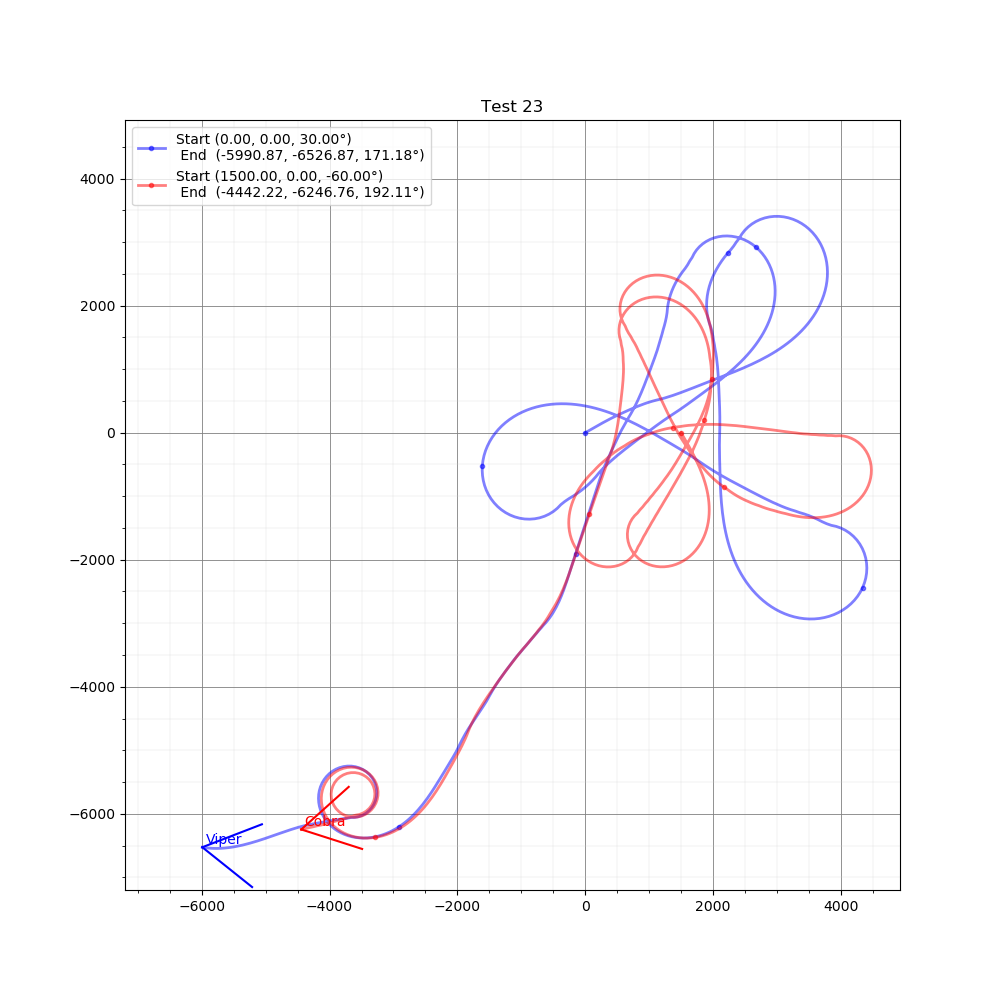 Test 23
Start (0.00, 0.00, 30.00°)
End (-5990.87, -6526.87, 171.18°)
Start (1500.00, 0.00, -60.00°)
End (-4442.22, -6246.76, 192.11°)
4000
2000
0
−2000
−4000
−6000
Cobra
Viper
−6000
−4000
−2000
0
2000
4000